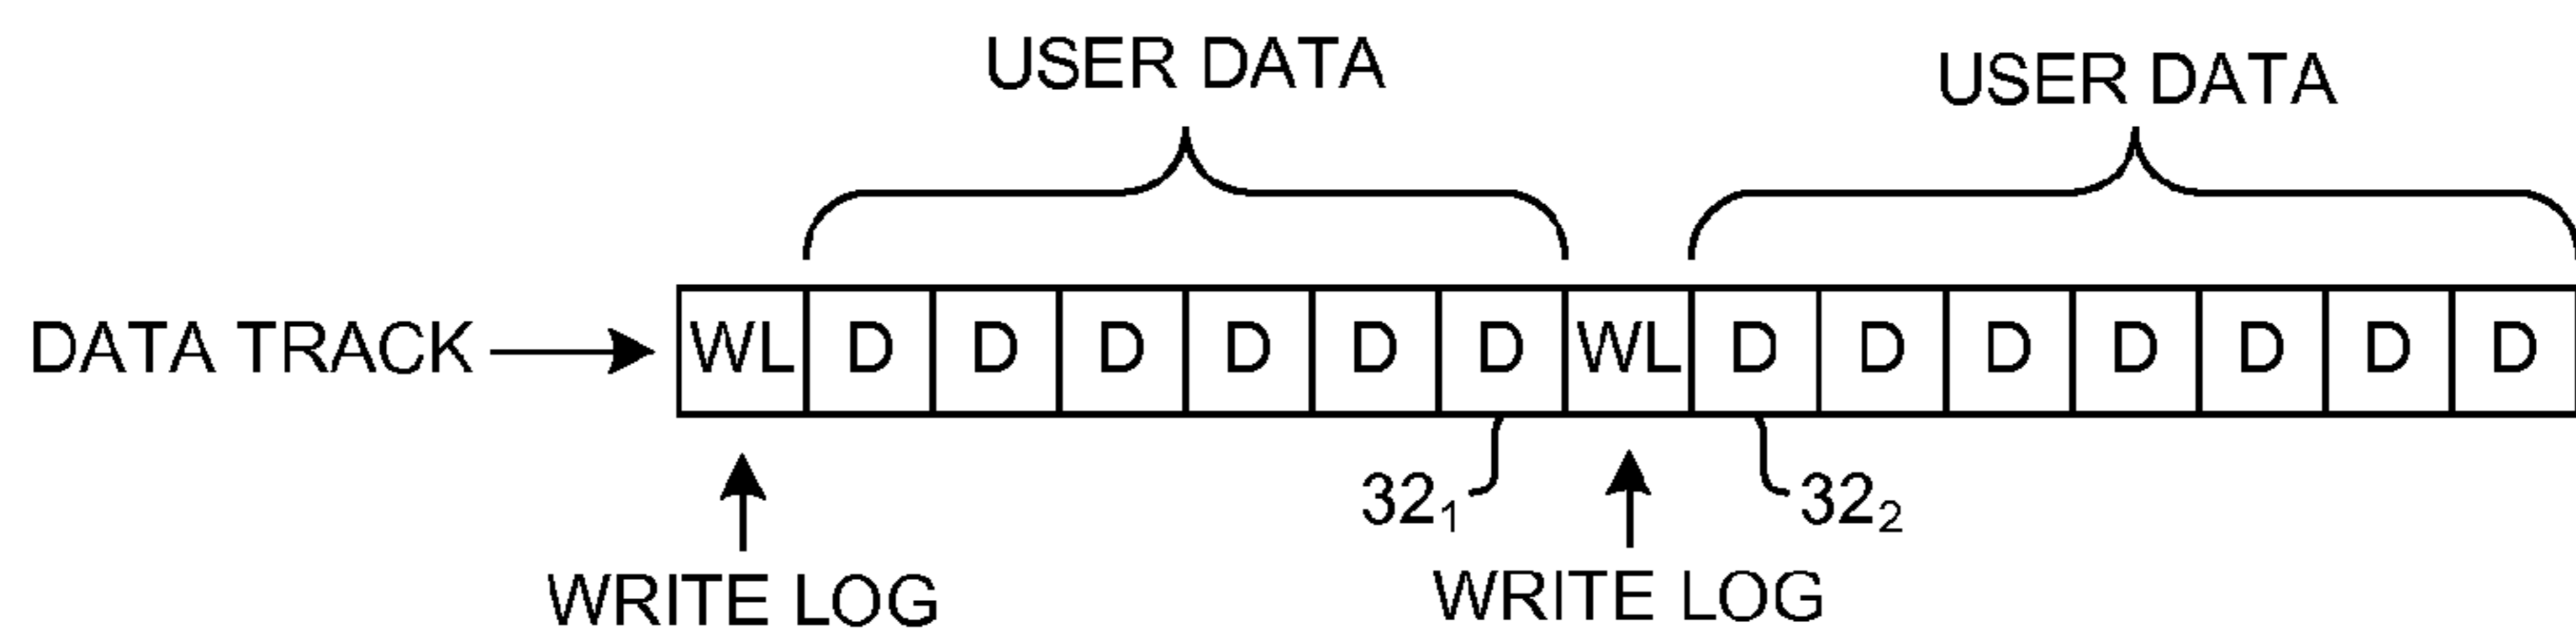 USER DATA
USER DATA
DATA TRACK
WL D D D D D D WL D D D D D D D
32₁
32₂
WRITE LOG
WRITE LOG